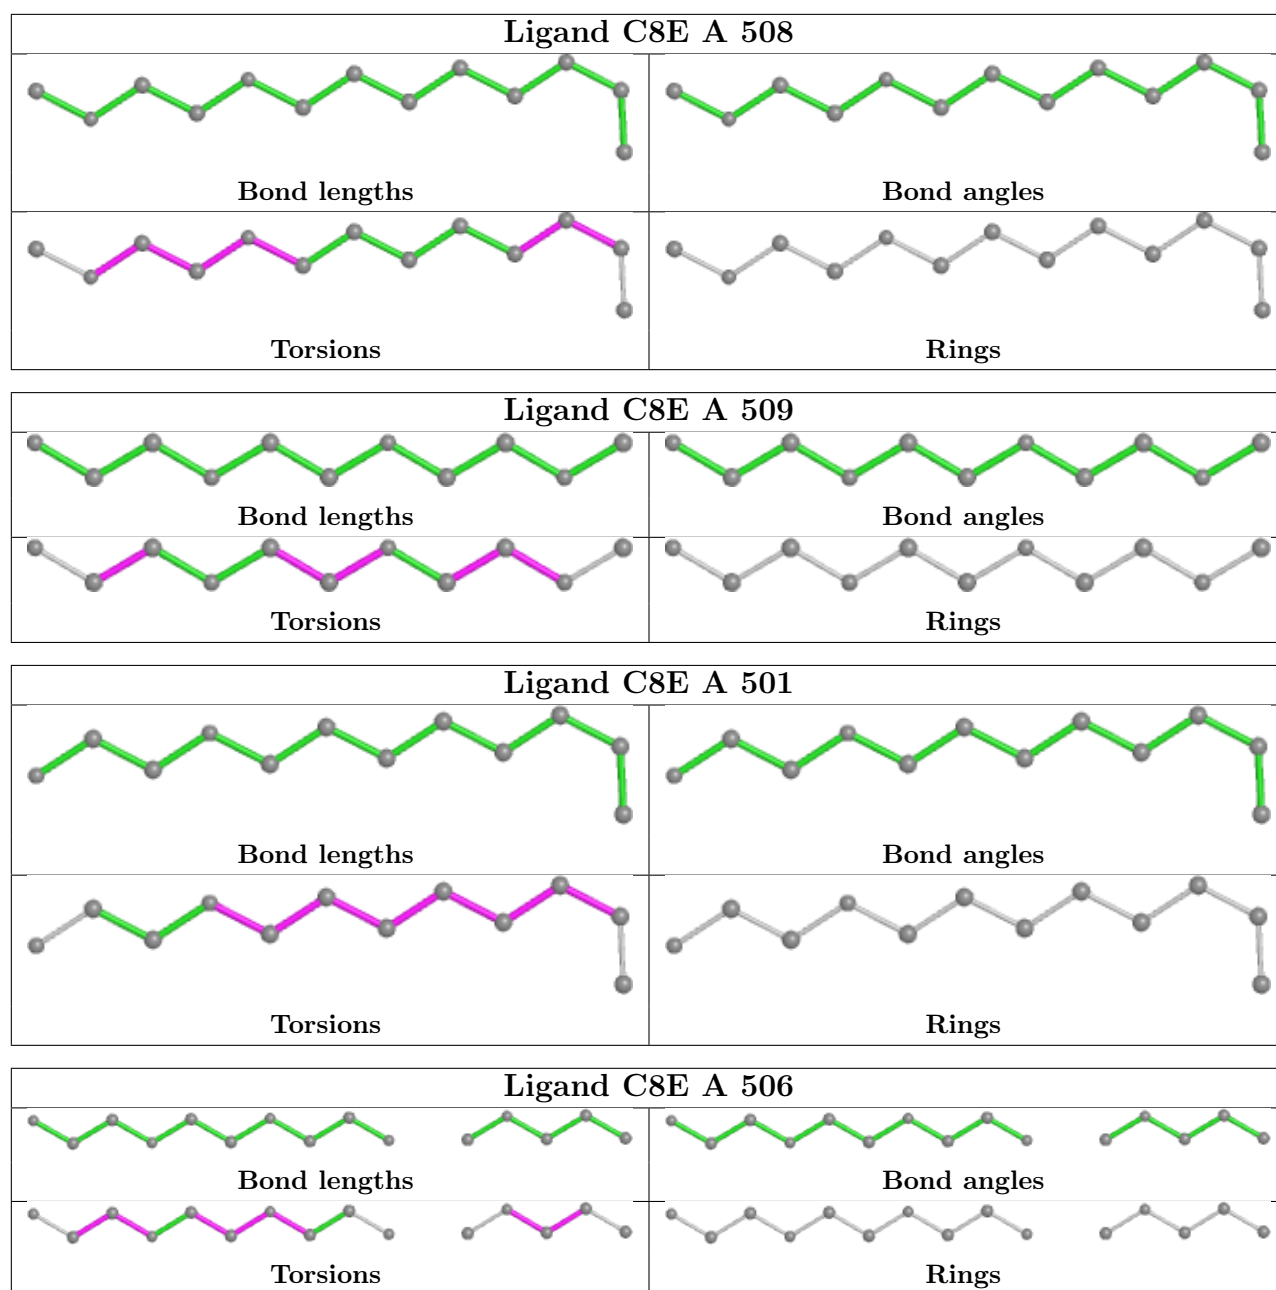 Ligand C8E A 508
Bond lengths
Bond angles
Torsions
Rings
Ligand C8E A 509
Bond lengths
Bond angles
Torsions
Rings
Ligand C8E A 501
Bond lengths
Bond angles
Torsions
Rings
Ligand C8E A 506
Bond lengths
Bond angles
Torsions
Rings